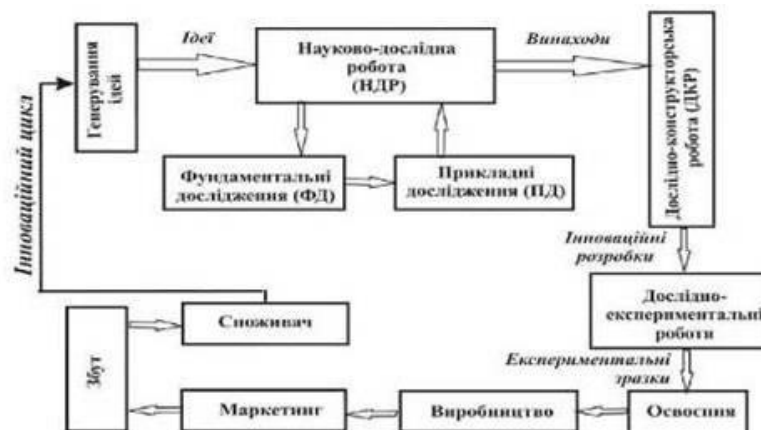 Ідеї
Винаходи
Генерування
ідей
Науково-дослідна
робота
(НДР)
Дослідно-конструкторська
робота (ДКР)
Інноваційний цикл
Фундаментальні
дослідження (ФД)
Прикладні
дослідження (ПД)
Інноваційні
розробки
Дослідно-
експериментальні
роботи
Експериментальні
зразки
Споживач
Збут
Маркетинг
Виробництво
Освоєння